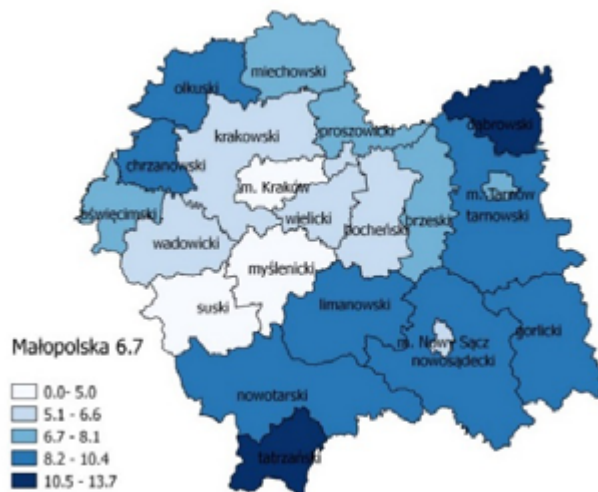 olkuski
miechowski
krakowski
proszowicki
dąbrowski
chrzanowski
m. Kraków
oświęcimski
wielicki
bocheński
brzeski
m. Tarnów
tarnowski
wadowicki
myślenicki
suski
limanowski
m. Nowy Sącz
nowosądecki
gorlicki
nowotarski
tatrzański
Małopolska 6.7
0.0- 5.0
5.1 - 6.6
6.7 - 8.1
8.2 - 10.4
10.5 - 13.7